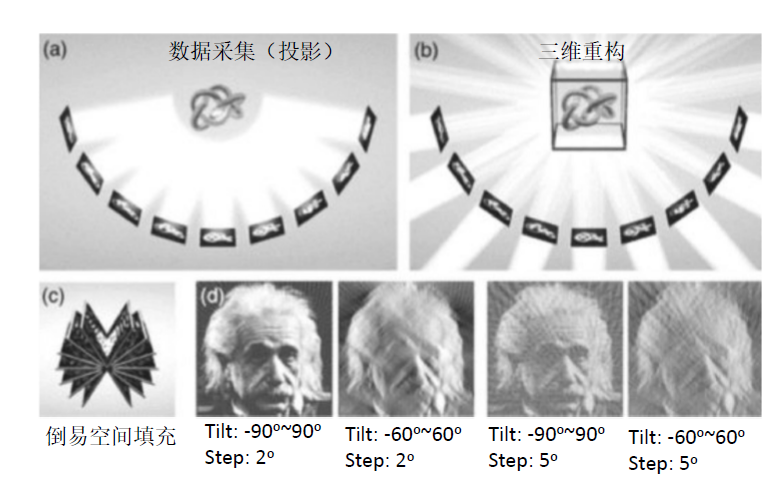 (a) 数据采集（投影）
(b) 三维重构
(c)
(d)
倒易空间填充
Tilt: -90º~90º
Step: 2º
Tilt: -60º~60º
Step: 2º
Tilt: -90º~90º
Step: 5º
Tilt: -60º~60º
Step: 5º